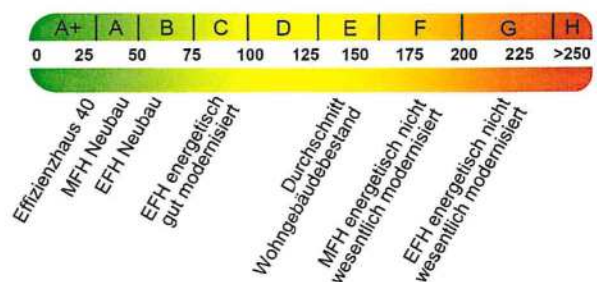 A+ A B C D E F G H
0 25 50 75 100 125 150 175 200 225 >250
Effizienzhaus 40
MFH Neubau
EFH Neubau
EFH energetisch
gut modernisiert
Durchschnitt
Wohngebäudebestand
MFH energetisch nicht
wesentlich modernisiert
EFH energetisch nicht
wesentlich modernisiert